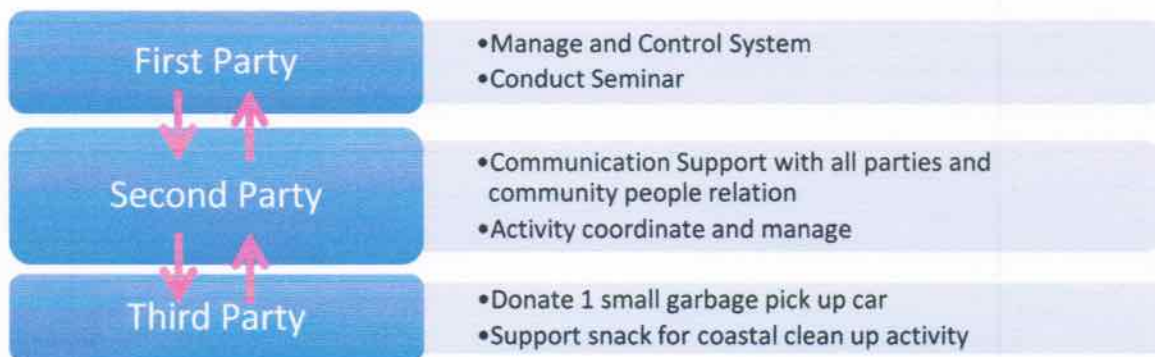 First Party
•Manage and Control System
•Conduct Seminar
Second Party
•Communication Support with all parties and
community people relation
•Activity coordinate and manage
Third Party
•Donate 1 small garbage pick up car
•Support snack for coastal clean up activity